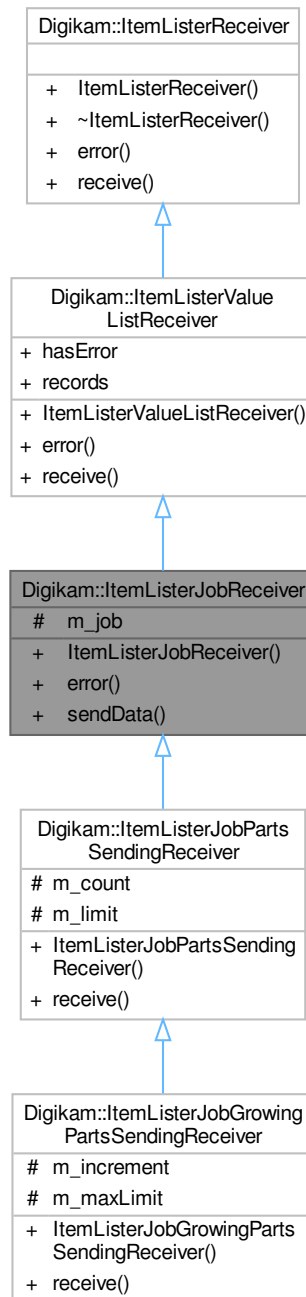 Digikam::ItemListerReceiver
+ ItemListerReceiver()
+ ~ItemListerReceiver()
+ error()
+ receive()
Digikam::ItemListerValue
ListReceiver
+ hasError
+ records
+ ItemListerValueListReceiver()
+ error()
+ receive()
Digikam::ItemListerJobReceiver
# m_job
+ ItemListerJobReceiver()
+ error()
+ sendData()
Digikam::ItemListerJobParts
SendingReceiver
# m_count
# m_limit
+ ItemListerJobPartsSending
Receiver()
+ receive()
Digikam::ItemListerJobGrowing
PartsSendingReceiver
# m_increment
# m_maxLimit
+ ItemListerJobGrowingParts
SendingReceiver()
+ receive()